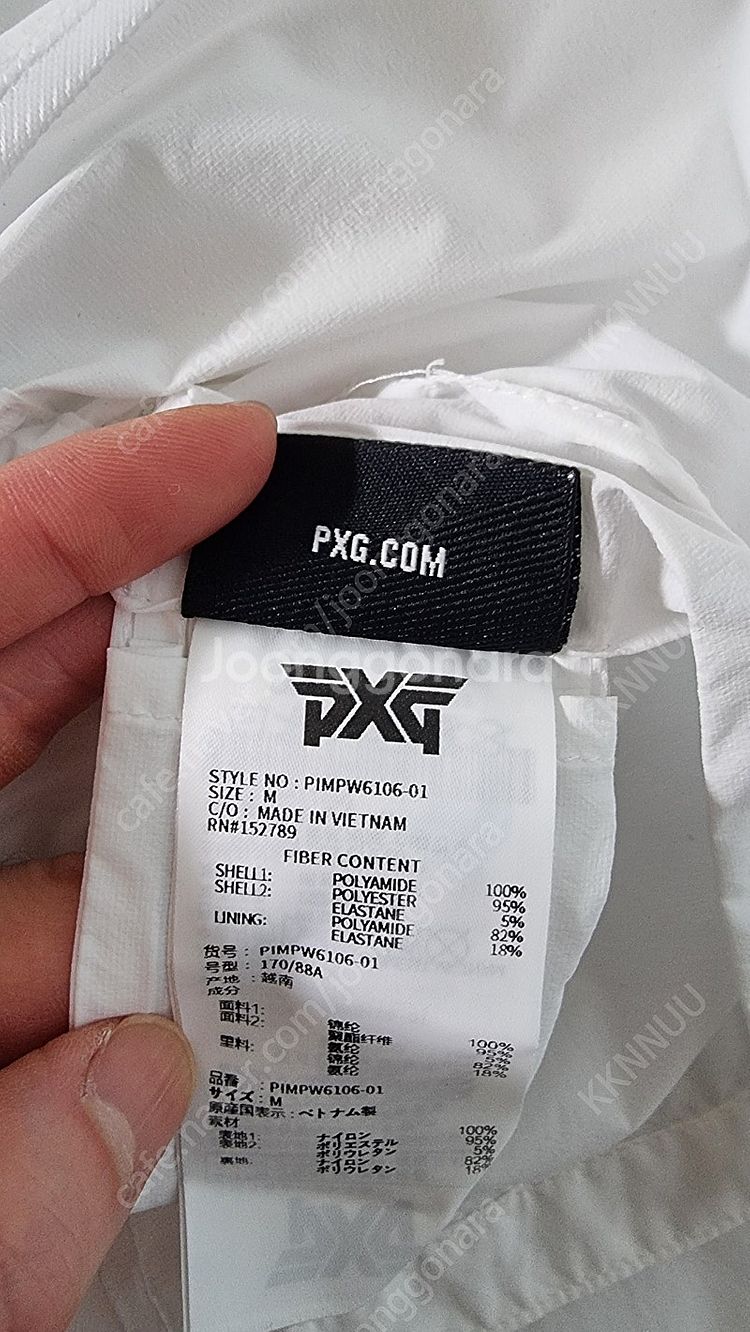 PXG.COM
PXG
STYLE NO : PIMPW6106-01
SIZE : M
C/O : MADE IN VIETNAM
RN#152789
FIBER CONTENT
SHELL1: POLYAMIDE 100%
SHELL2: POLYESTER 95%
ELASTANE 5%
LINING: POLYAMIDE 82%
ELASTANE 18%
货号 : PIMPW6106-01
号型 : 170/88A
产地 : 越南
成分
面料1: 锦纶 100%
面料2: 聚酯纤维 95%
氨纶 5%
里料: 锦纶 82%
氨纶 18%
品番 : PIMPW6106-01
サイズ : M
原産国表示 : ベトナム製
素材
表地1: ナイロン 100%
表地2: ポリエステル 95%
ポリウレタン 5%
裏地: ナイロン 82%
ポリウレタン 18%
Joonggonara
cafe.naver.com/joonggonara
KKNNUU
KKNNUU
KKNNUU